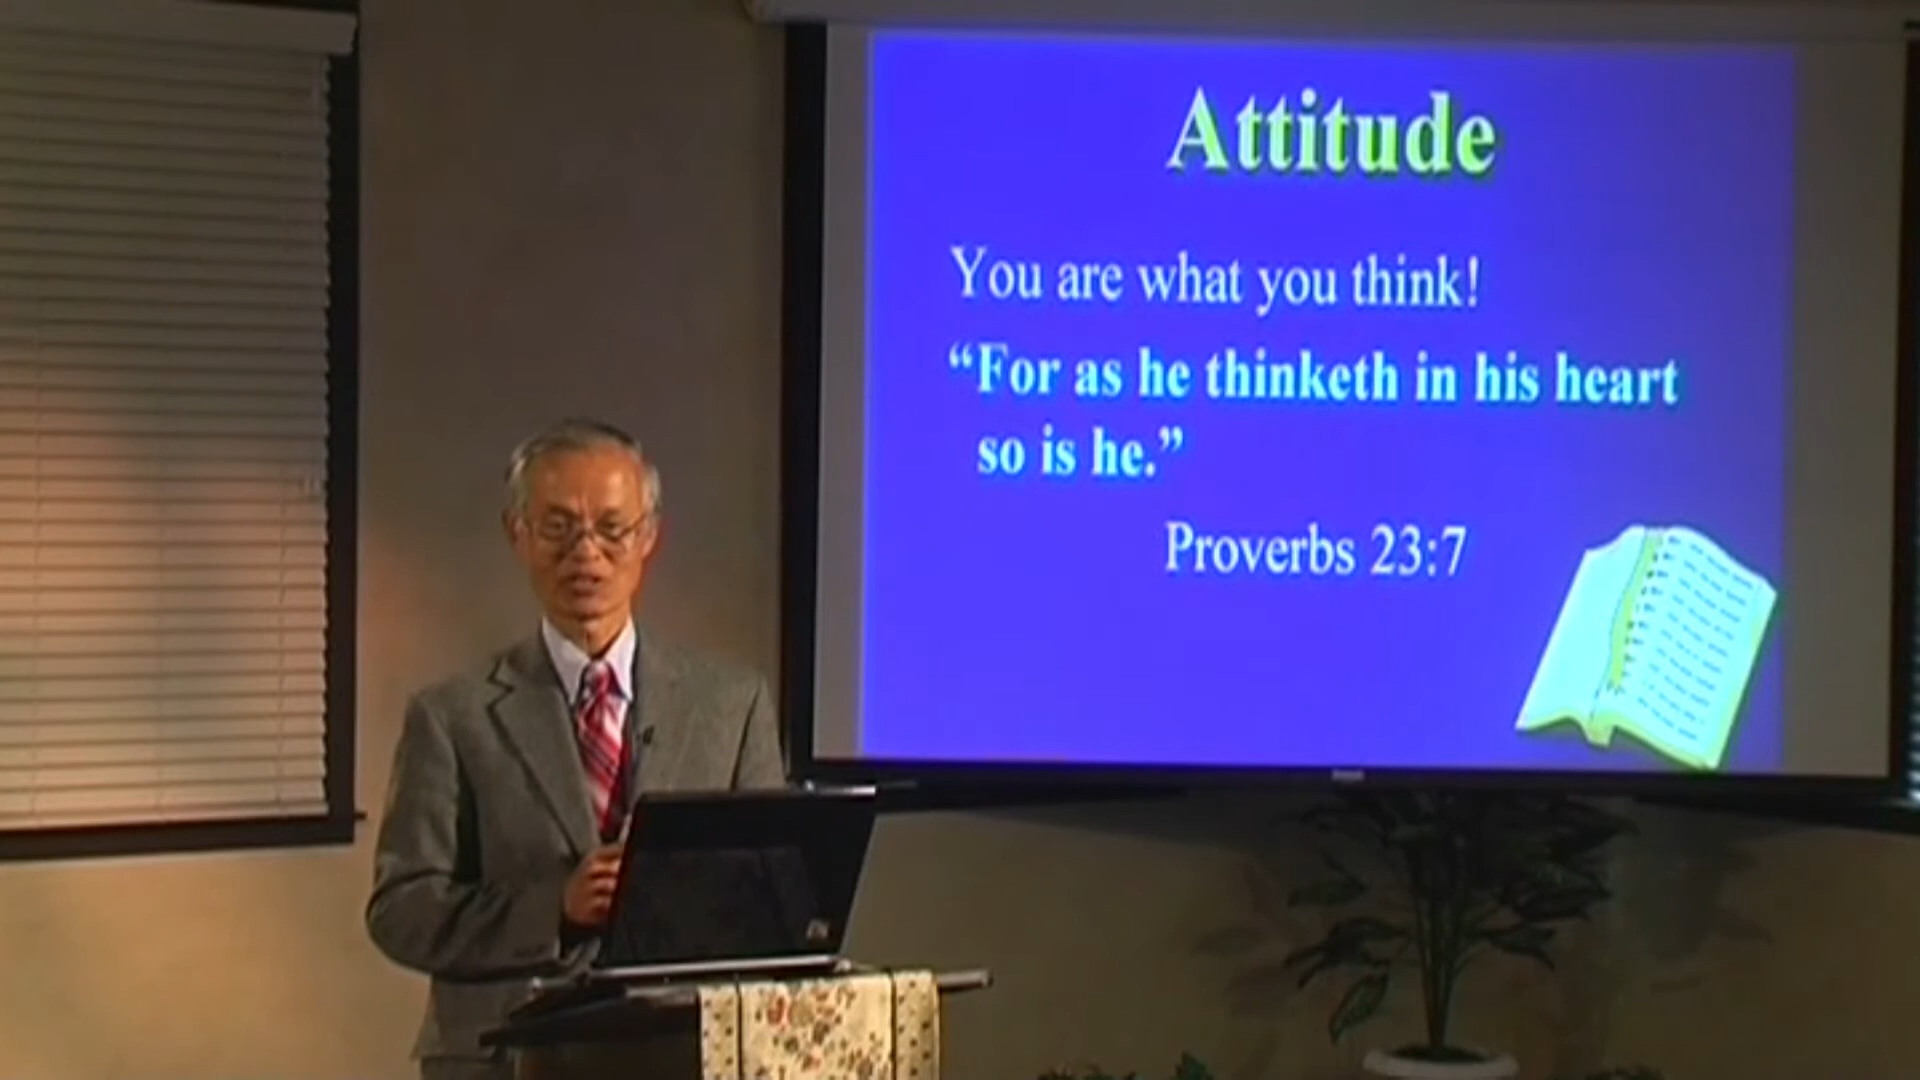 Attitude
You are what you think!
“For as he thinketh in his heart
so is he.”
Proverbs 23:7